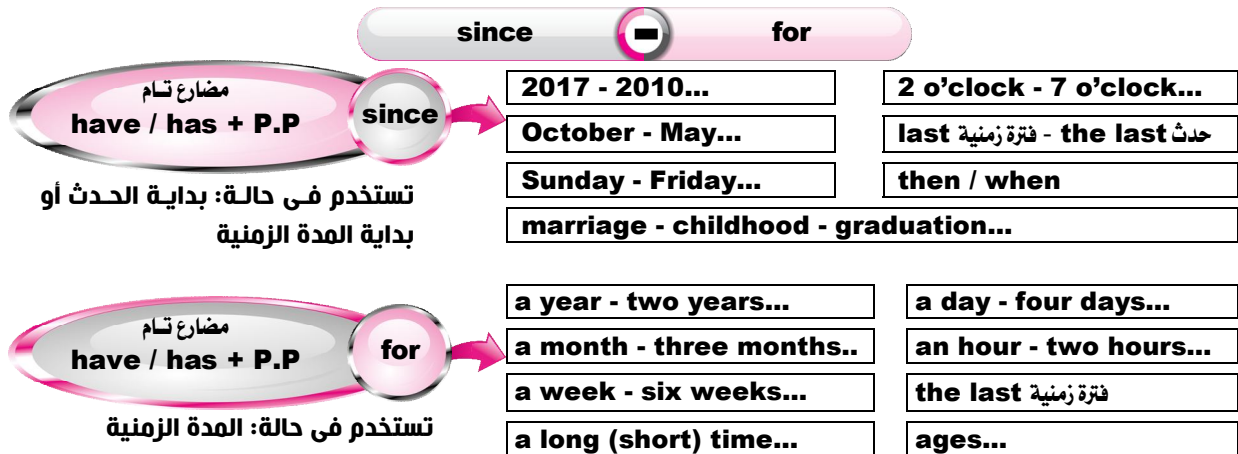 since - for
مضارع تام
have / has + P.P
since
تستخدم فى حالة: بداية الحدث أو
بداية المدة الزمنية
2017 - 2010...
2 o'clock - 7 o'clock...
October - May...
last فترة زمنية - the last حدث
Sunday - Friday...
then / when
marriage - childhood - graduation...
مضارع تام
have / has + P.P
for
تستخدم فى حالة: المدة الزمنية
a year - two years...
a day - four days...
a month - three months..
an hour - two hours...
a week - six weeks...
the last فترة زمنية
a long (short) time...
ages...